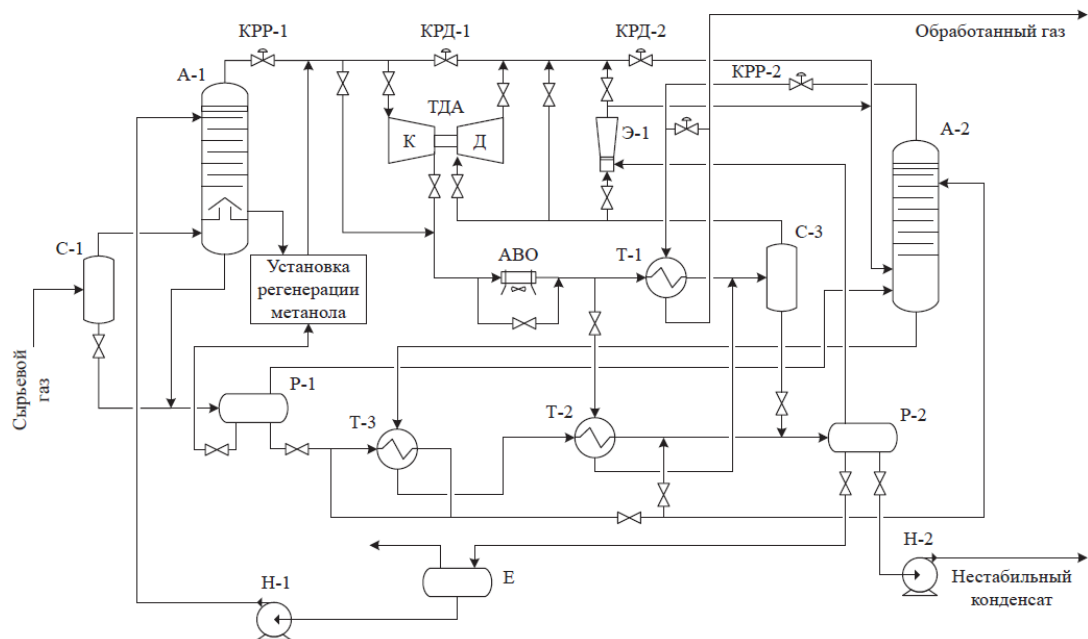 КРР-1
КРД-1
КРД-2
Обработанный газ
КРР-2
А-1
ТДА
К
Д
Э-1
А-2
С-1
С-3
АВО
Т-1
Установка
регенерации
метанола
Сырьевой
газ
Р-1
Т-3
Т-2
Р-2
Н-2
Е
Н-1
Нестабильный
конденсат